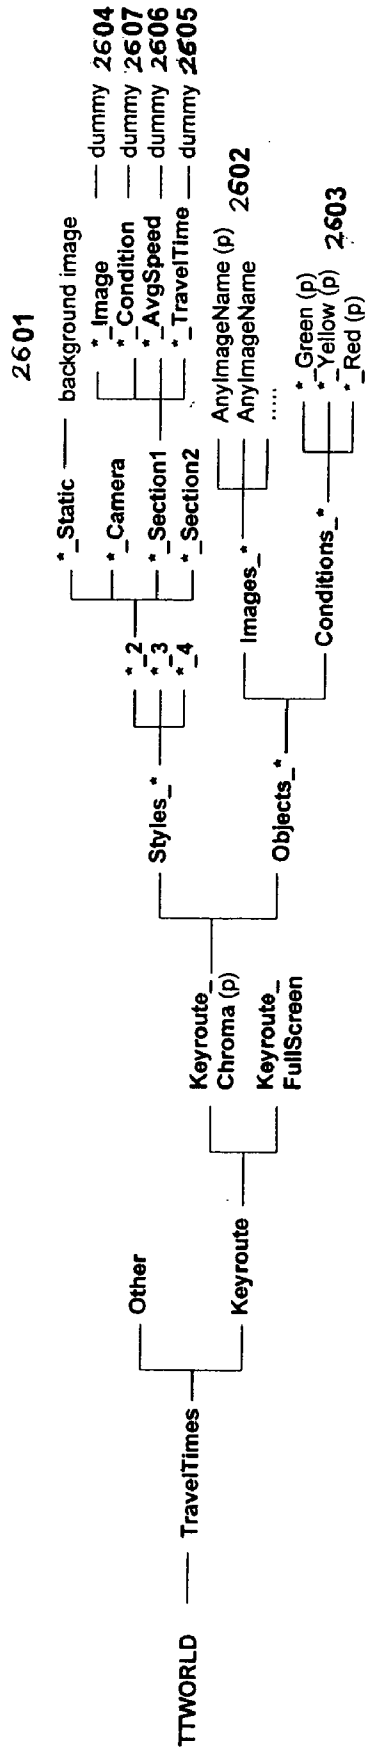 TTWORLD
TravelTimes
Other
Keyroute
Keyroute_
Chroma (p)
Keyroute_
FullScreen
Styles_*
Objects_*
*_2
*_3
*_4
Images_*
Conditions_*
*_Static
*_Camera
*_Section1
*_Section2
background image
2601
*_Image
*_Condition
*_AvgSpeed
*_TravelTime
dummy 2604
dummy 2607
dummy 2606
dummy 2605
AnyImageName (p)
AnyImageName
.....
2602
*_Green (p)
*_Yellow (p)
*_Red (p)
2603